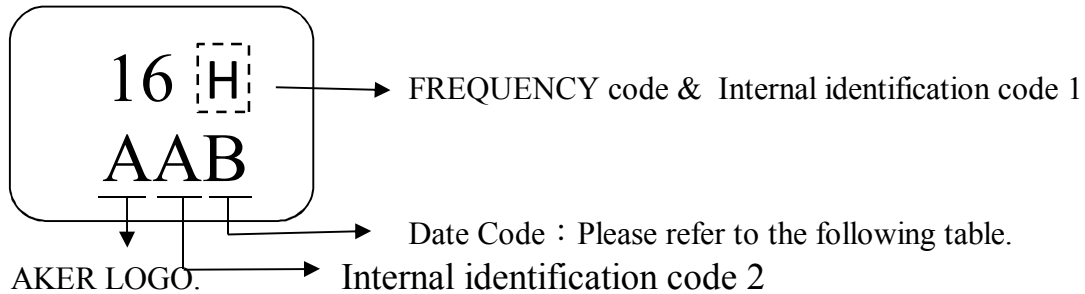 16 H
FREQUENCY code & Internal identification code 1
AAB
Date Code：Please refer to the following table.
AKER LOGO.
Internal identification code 2